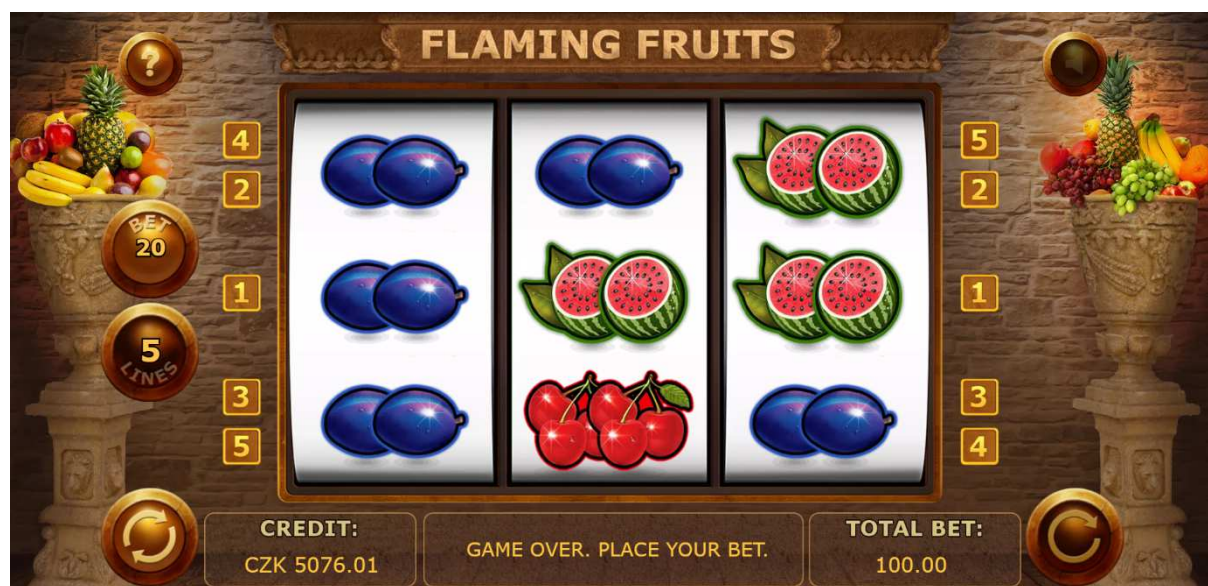 FLAMING FRUITS
?
4
5
2
2
BET
20
1
1
5
LINES
3
3
5
4
CREDIT:
CZK 5076.01
GAME OVER. PLACE YOUR BET.
TOTAL BET:
100.00